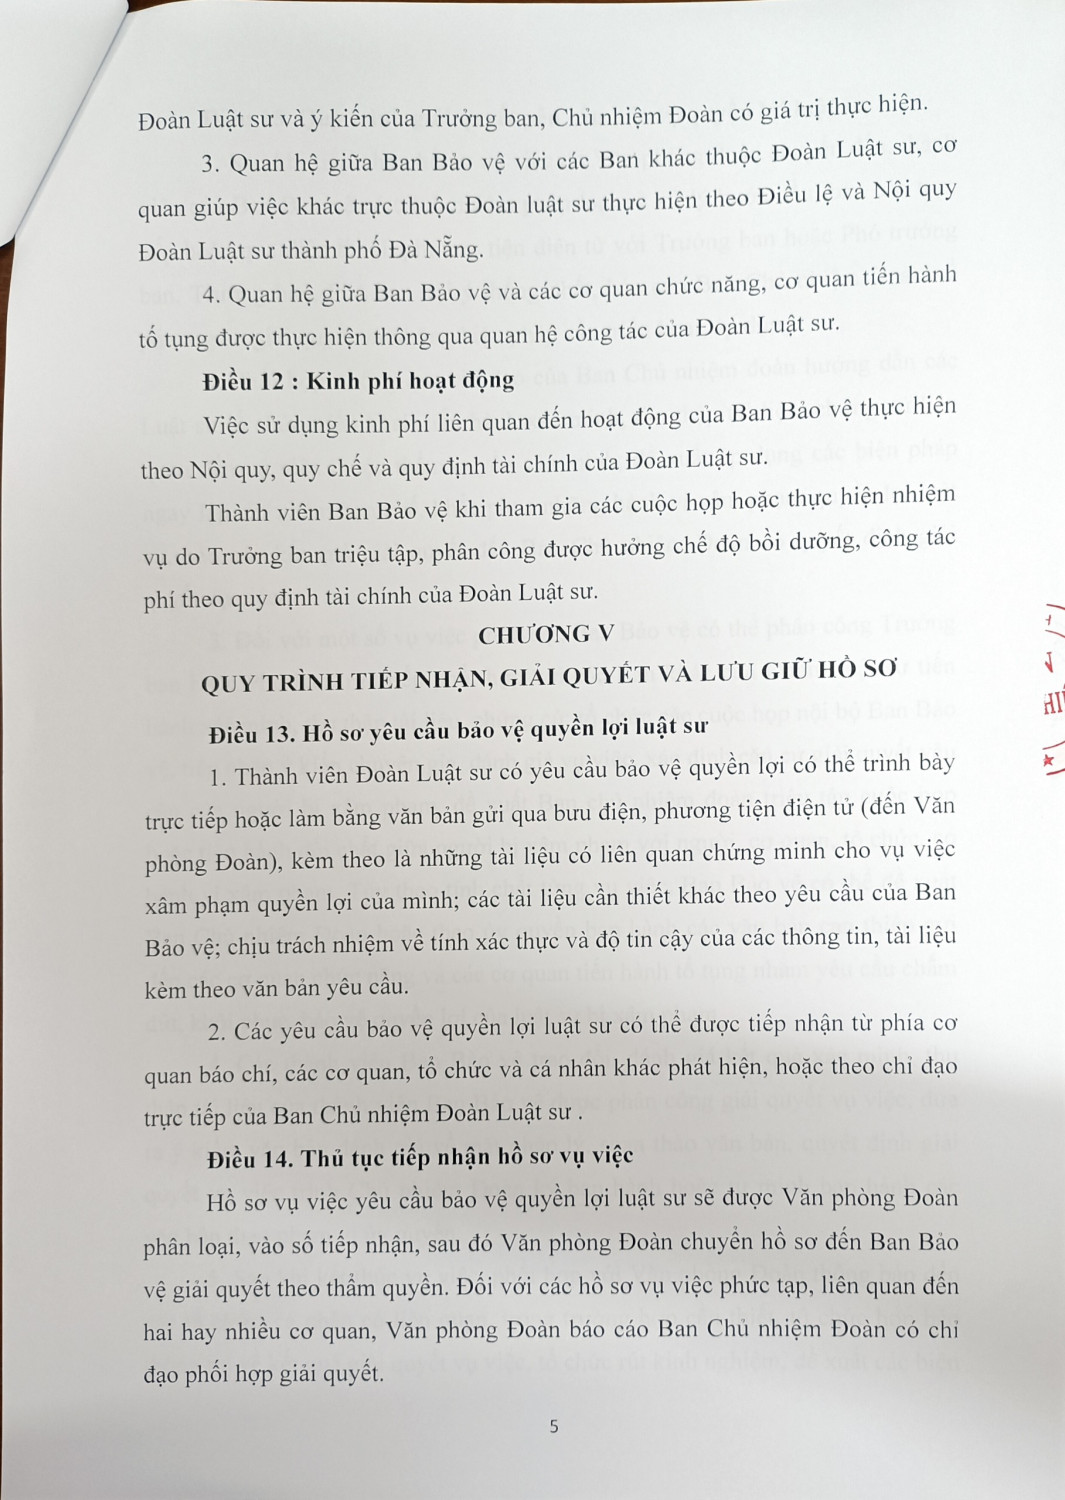 Đoàn Luật sư và ý kiến của Trưởng ban, Chủ nhiệm Đoàn có giá trị thực hiện.
3. Quan hệ giữa Ban Bảo vệ với các Ban khác thuộc Đoàn Luật sư, cơ
quan giúp việc khác trực thuộc Đoàn luật sư thực hiện theo Điều lệ và Nội quy
Đoàn Luật sư thành phố Đà Nẵng.
4. Quan hệ giữa Ban Bảo vệ và các cơ quan chức năng, cơ quan tiến hành
tố tụng được thực hiện thông qua quan hệ công tác của Đoàn Luật sư.
Điều 12 : Kinh phí hoạt động
Việc sử dụng kinh phí liên quan đến hoạt động của Ban Bảo vệ thực hiện
theo Nội quy, quy chế và quy định tài chính của Đoàn Luật sư.
Thành viên Ban Bảo vệ khi tham gia các cuộc họp hoặc thực hiện nhiệm
vụ do Trưởng ban triệu tập, phân công được hưởng chế độ bồi dưỡng, công tác
phí theo quy định tài chính của Đoàn Luật sư.
CHƯƠNG V
QUY TRÌNH TIẾP NHẬN, GIẢI QUYẾT VÀ LƯU GIỮ HỒ SƠ
Điều 13. Hồ sơ yêu cầu bảo vệ quyền lợi luật sư
1. Thành viên Đoàn Luật sư có yêu cầu bảo vệ quyền lợi có thể trình bày
trực tiếp hoặc làm bằng văn bản gửi qua bưu điện, phương tiện điện tử (đến Văn
phòng Đoàn), kèm theo là những tài liệu có liên quan chứng minh cho vụ việc
xâm phạm quyền lợi của mình; các tài liệu cần thiết khác theo yêu cầu của Ban
Bảo vệ; chịu trách nhiệm về tính xác thực và độ tin cậy của các thông tin, tài liệu
kèm theo văn bản yêu cầu.
2. Các yêu cầu bảo vệ quyền lợi luật sư có thể được tiếp nhận từ phía cơ
quan báo chí, các cơ quan, tổ chức và cá nhân khác phát hiện, hoặc theo chỉ đạo
trực tiếp của Ban Chủ nhiệm Đoàn Luật sư .
Điều 14. Thủ tục tiếp nhận hồ sơ vụ việc
Hồ sơ vụ việc yêu cầu bảo vệ quyền lợi luật sư sẽ được Văn phòng Đoàn
phân loại, vào số tiếp nhận, sau đó Văn phòng Đoàn chuyển hồ sơ đến Ban Bảo
vệ giải quyết theo thẩm quyền. Đối với các hồ sơ vụ việc phức tạp, liên quan đến
hai hay nhiều cơ quan, Văn phòng Đoàn báo cáo Ban Chủ nhiệm Đoàn có chỉ
đạo phối hợp giải quyết.
5